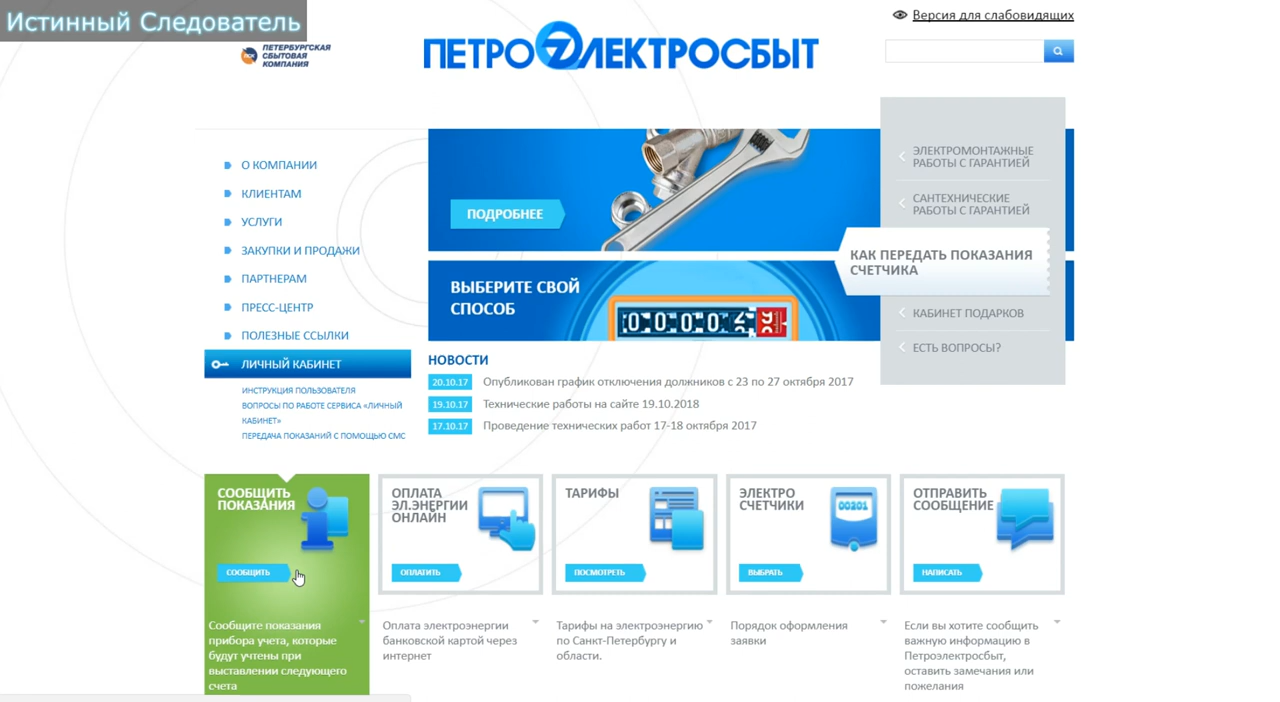 Истинный Следователь
Версия для слабовидящих
ПЕТЕРБУРГСКАЯ
СБЫТОВАЯ
КОМПАНИЯ
ПЕТРОЭЛЕКТРОСБЫТ
О КОМПАНИИ
КЛИЕНТАМ
УСЛУГИ
ЗАКУПКИ И ПРОДАЖИ
ПАРТНЕРАМ
ПРЕСС-ЦЕНТР
ПОЛЕЗНЫЕ ССЫЛКИ
ЛИЧНЫЙ КАБИНЕТ
ИНСТРУКЦИЯ ПОЛЬЗОВАТЕЛЯ
ВОПРОСЫ ПО РАБОТЕ СЕРВИСА «ЛИЧНЫЙ
КАБИНЕТ»
ПЕРЕДАЧА ПОКАЗАНИЙ С ПОМОЩЬЮ СМС
ПОДРОБНЕЕ
ВЫБЕРИТЕ СВОЙ
СПОСОБ
ЭЛЕКТРОМОНТАЖНЫЕ
РАБОТЫ С ГАРАНТИЕЙ
САНТЕХНИЧЕСКИЕ
РАБОТЫ С ГАРАНТИЕЙ
КАК ПЕРЕДАТЬ ПОКАЗАНИЯ
СЧЕТЧИКА
КАБИНЕТ ПОДАРКОВ
ЕСТЬ ВОПРОСЫ?
НОВОСТИ
20.10.17 Опубликован график отключения должников с 23 по 27 октября 2017
19.10.17 Технические работы на сайте 19.10.2018
17.10.17 Проведение технических работ 17-18 октября 2017
СООБЩИТЬ
ПОКАЗАНИЯ
СООБЩИТЬ
Сообщите показания
прибора учета, которые
будут учтены при
выставлении следующего
счета
ОПЛАТА
ЭЛ.ЭНЕРГИИ
ОНЛАЙН
ОПЛАТИТЬ
Оплата электроэнергии
банковской картой через
интернет
ТАРИФЫ
ПОСМОТРЕТЬ
Тарифы на электроэнергию
по Санкт-Петербургу и
области.
ЭЛЕКТРО
СЧЕТЧИКИ
00201
ВЫБРАТЬ
Порядок оформления
заявки
ОТПРАВИТЬ
СООБЩЕНИЕ
НАПИСАТЬ
Если вы хотите сообщить
важную информацию в
Петроэлектросбыт,
оставить замечания или
пожелания